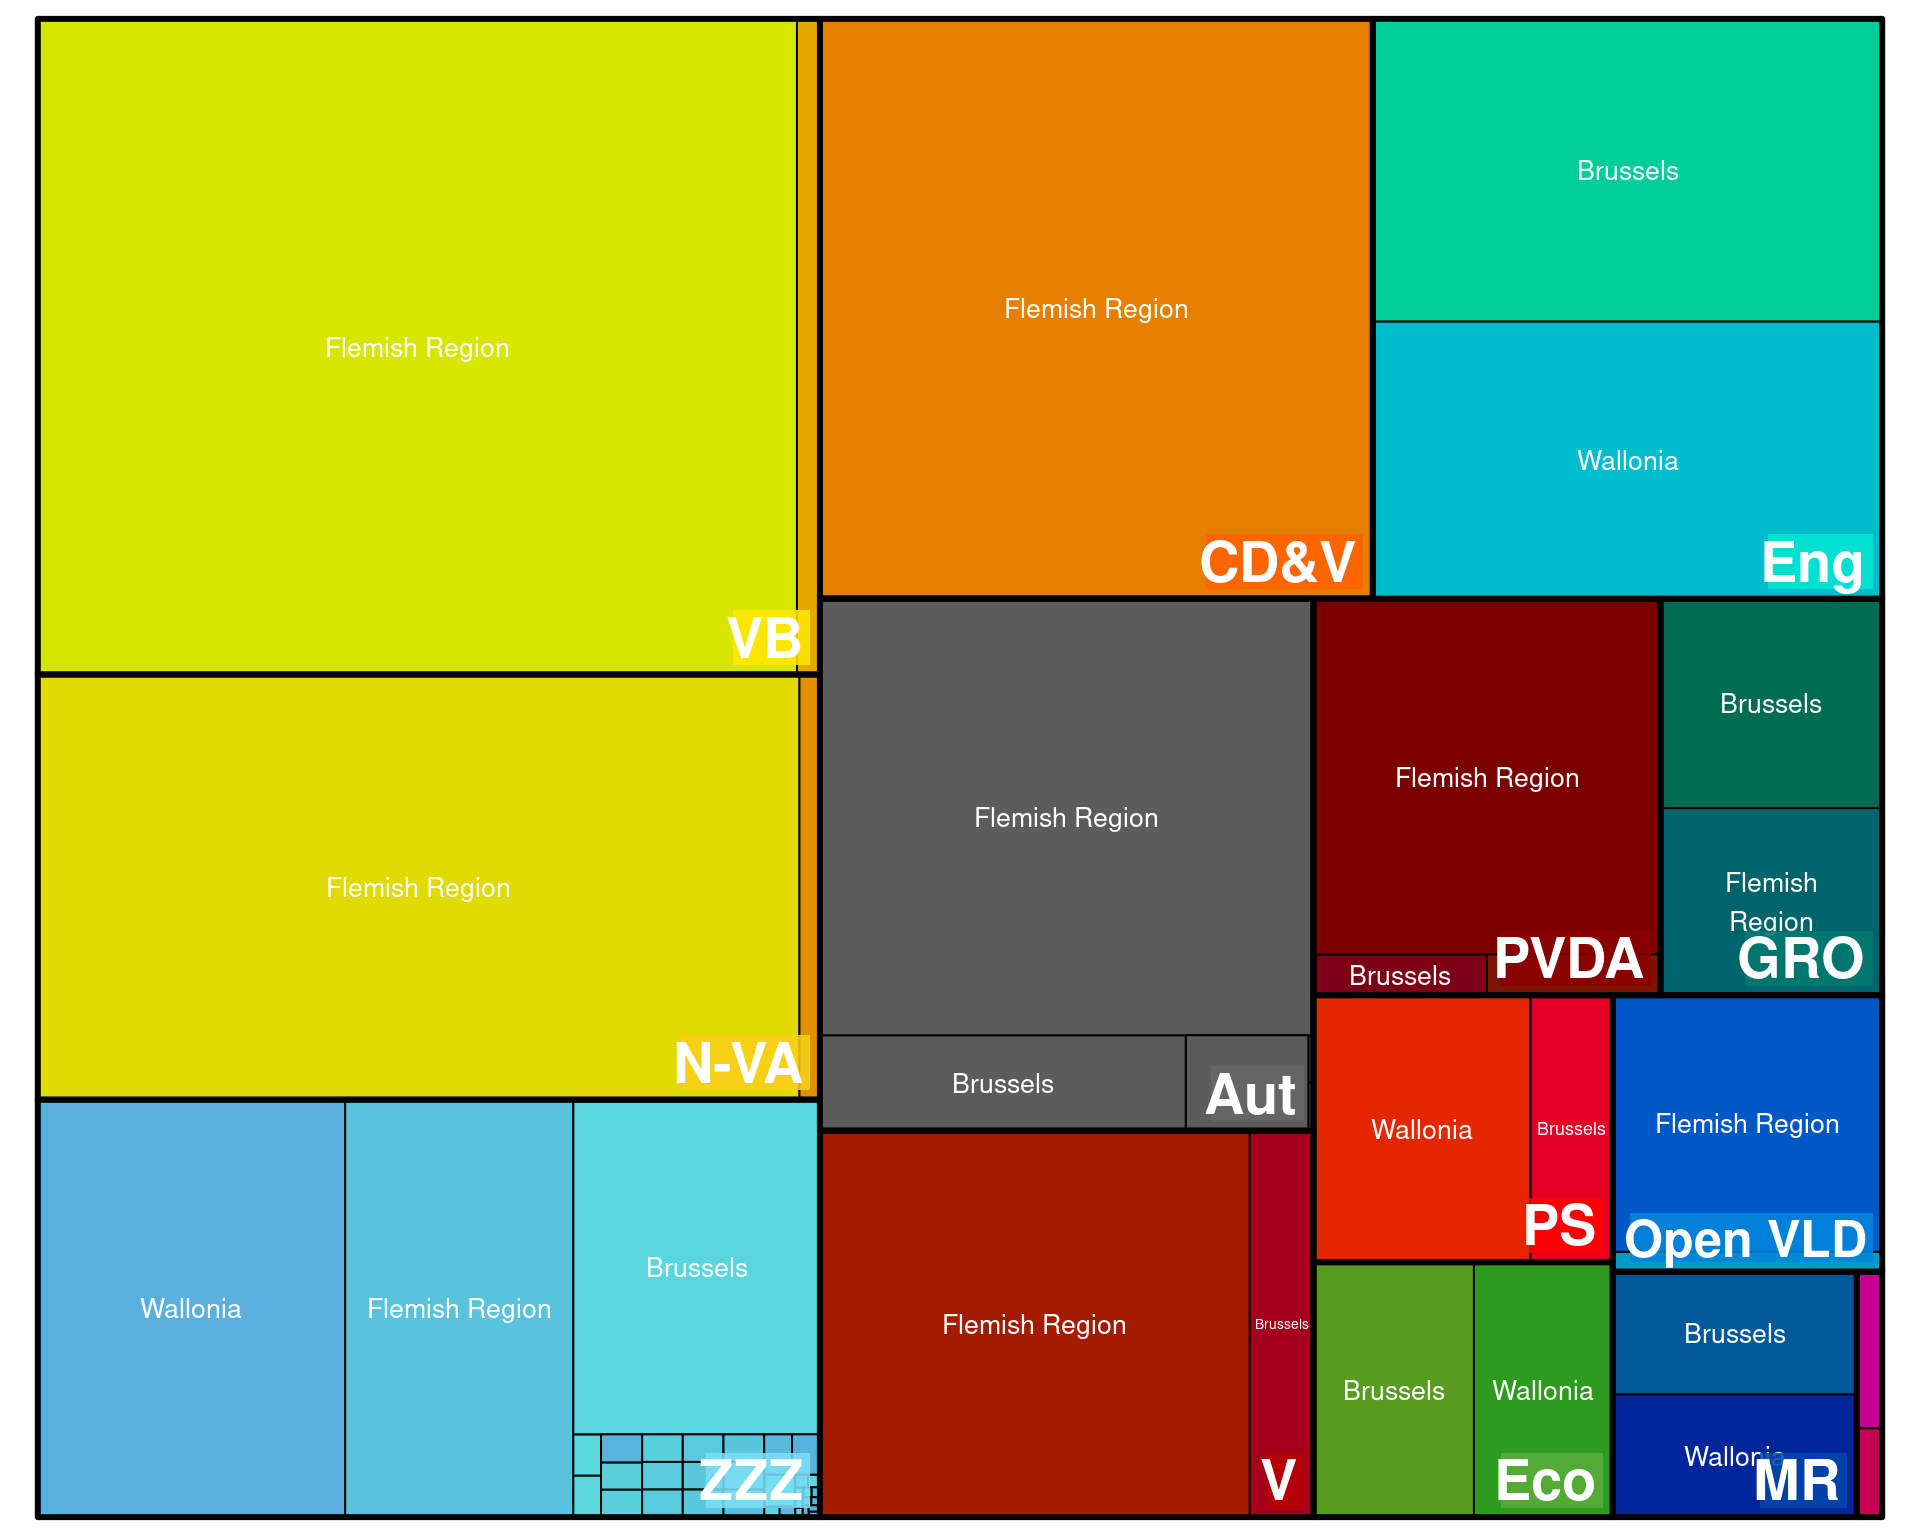 Flemish Region
VB
Flemish Region
N-VA
Wallonia
Flemish Region
Brussels
ZZZ
Flemish Region
CD&V
Brussels
Wallonia
Eng
Flemish Region
Brussels
Aut
Flemish Region
Brussels
V
Flemish Region
Brussels
PVDA
Brussels
Flemish
Region
GRO
Wallonia
Brussels
PS
Flemish Region
Open VLD
Brussels
Wallonia
Eco
Brussels
Wallonia
MR